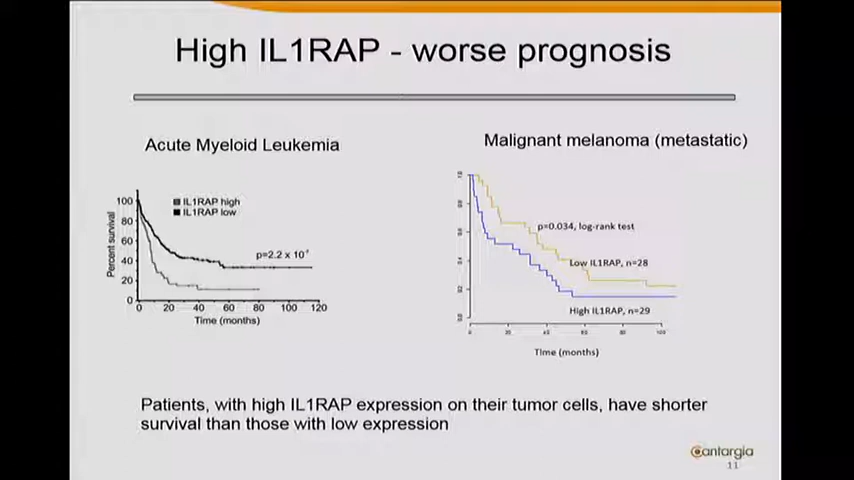 High IL1RAP - worse prognosis
Acute Myeloid Leukemia
Malignant melanoma (metastatic)
100
80
60
40
20
0
Percent survival
IL1RAP high
IL1RAP low
p=2.2 x 10
0 20 40 60 80 100 120
Time (months)
p=0.034, log-rank test
Low IL1RAP, n=28
High IL1RAP, n=29
Time (months)
Patients, with high IL1RAP expression on their tumor cells, have shorter
survival than those with low expression
Cantargia
11